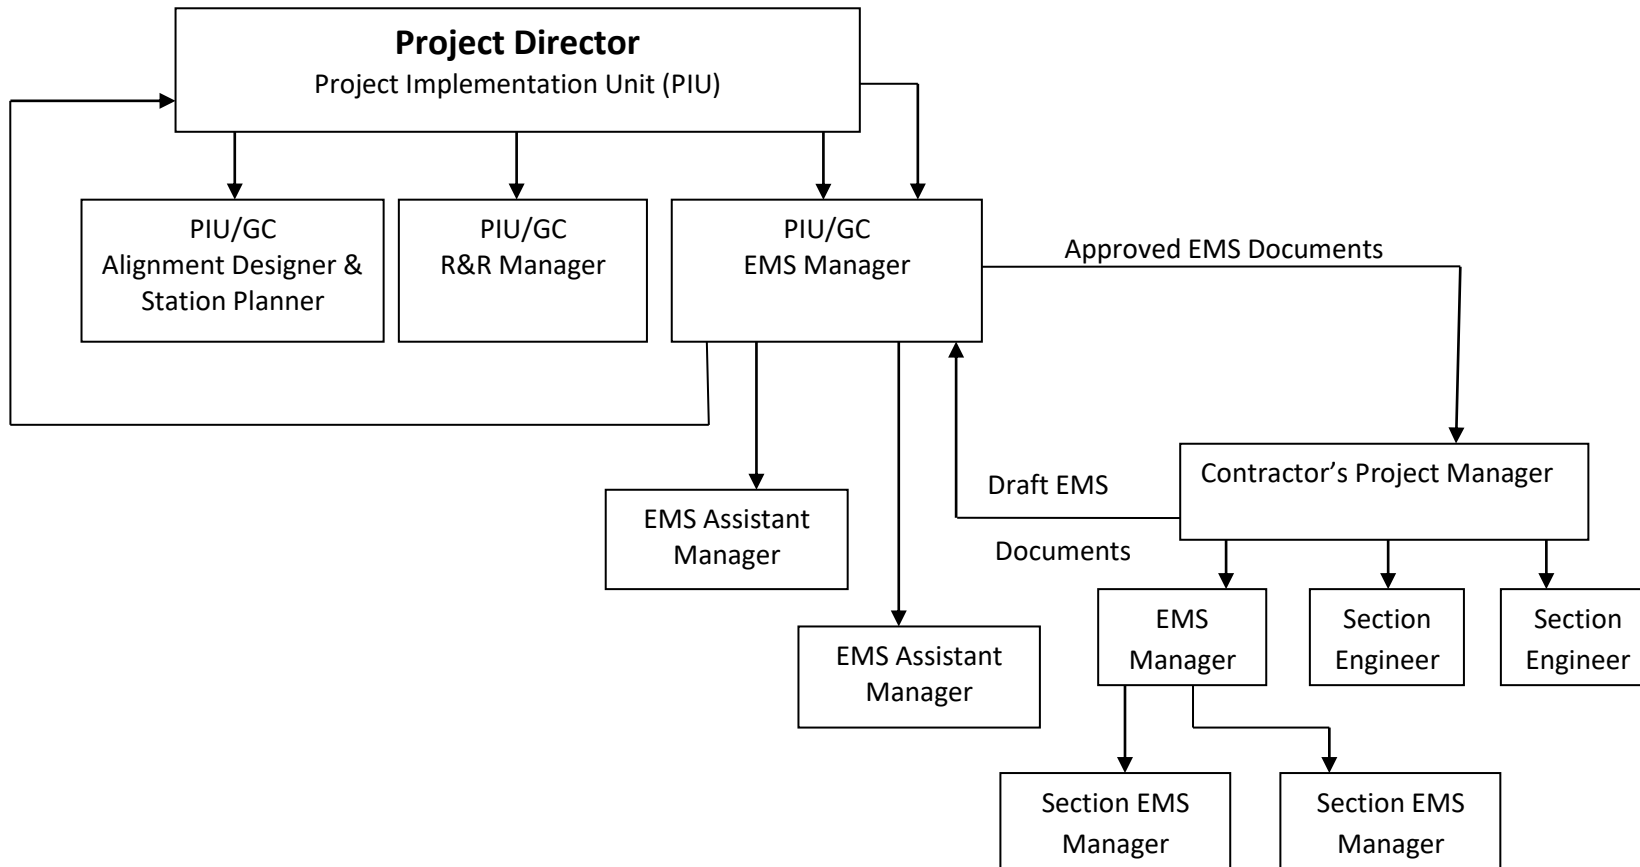 Project Director
Project Implementation Unit (PIU)
PIU/GC
Alignment Designer &
Station Planner
PIU/GC
R&R Manager
PIU/GC
EMS Manager
Approved EMS Documents
Contractor’s Project Manager
Draft EMS
Documents
EMS Assistant
Manager
EMS Assistant
Manager
EMS
Manager
Section
Engineer
Section
Engineer
Section EMS
Manager
Section EMS
Manager